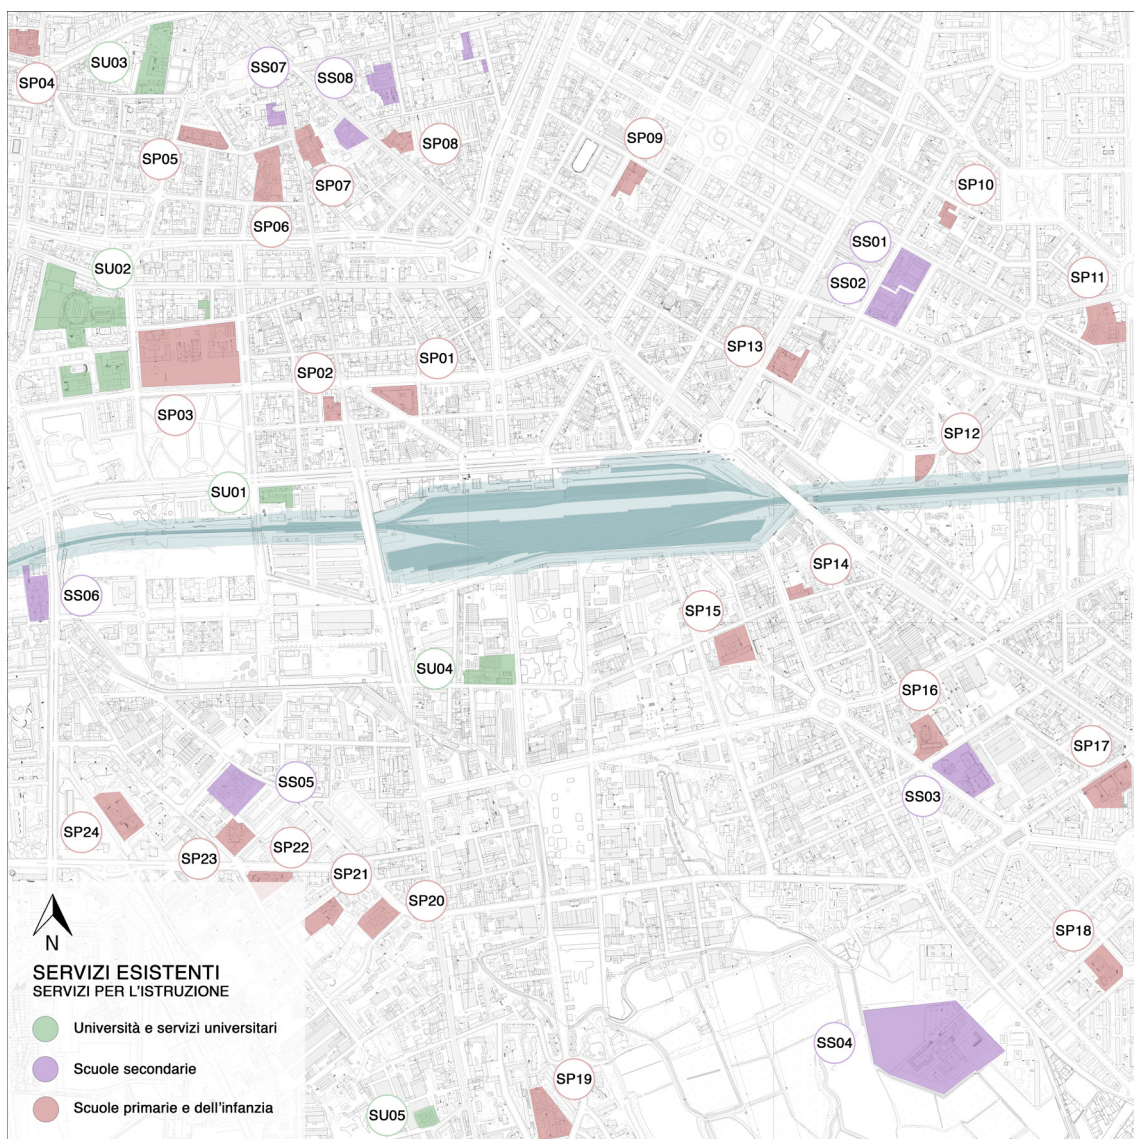 SU03
SS07
SS08
SP04
SP05
SP07
SP08
SP09
SP06
SP10
SU02
SS01
SS02
SP11
SP13
SP02
SP01
SP03
SP12
SU01
SS06
SP14
SP15
SU04
SP16
SP17
SS05
SS03
SP24
SP23
SP22
SP21
SP20
SP18
N
SERVIZI ESISTENTI
SERVIZI PER L'ISTRUZIONE
Università e servizi universitari
Scuole secondarie
Scuole primarie e dell'infanzia
SS04
SP19
SU05